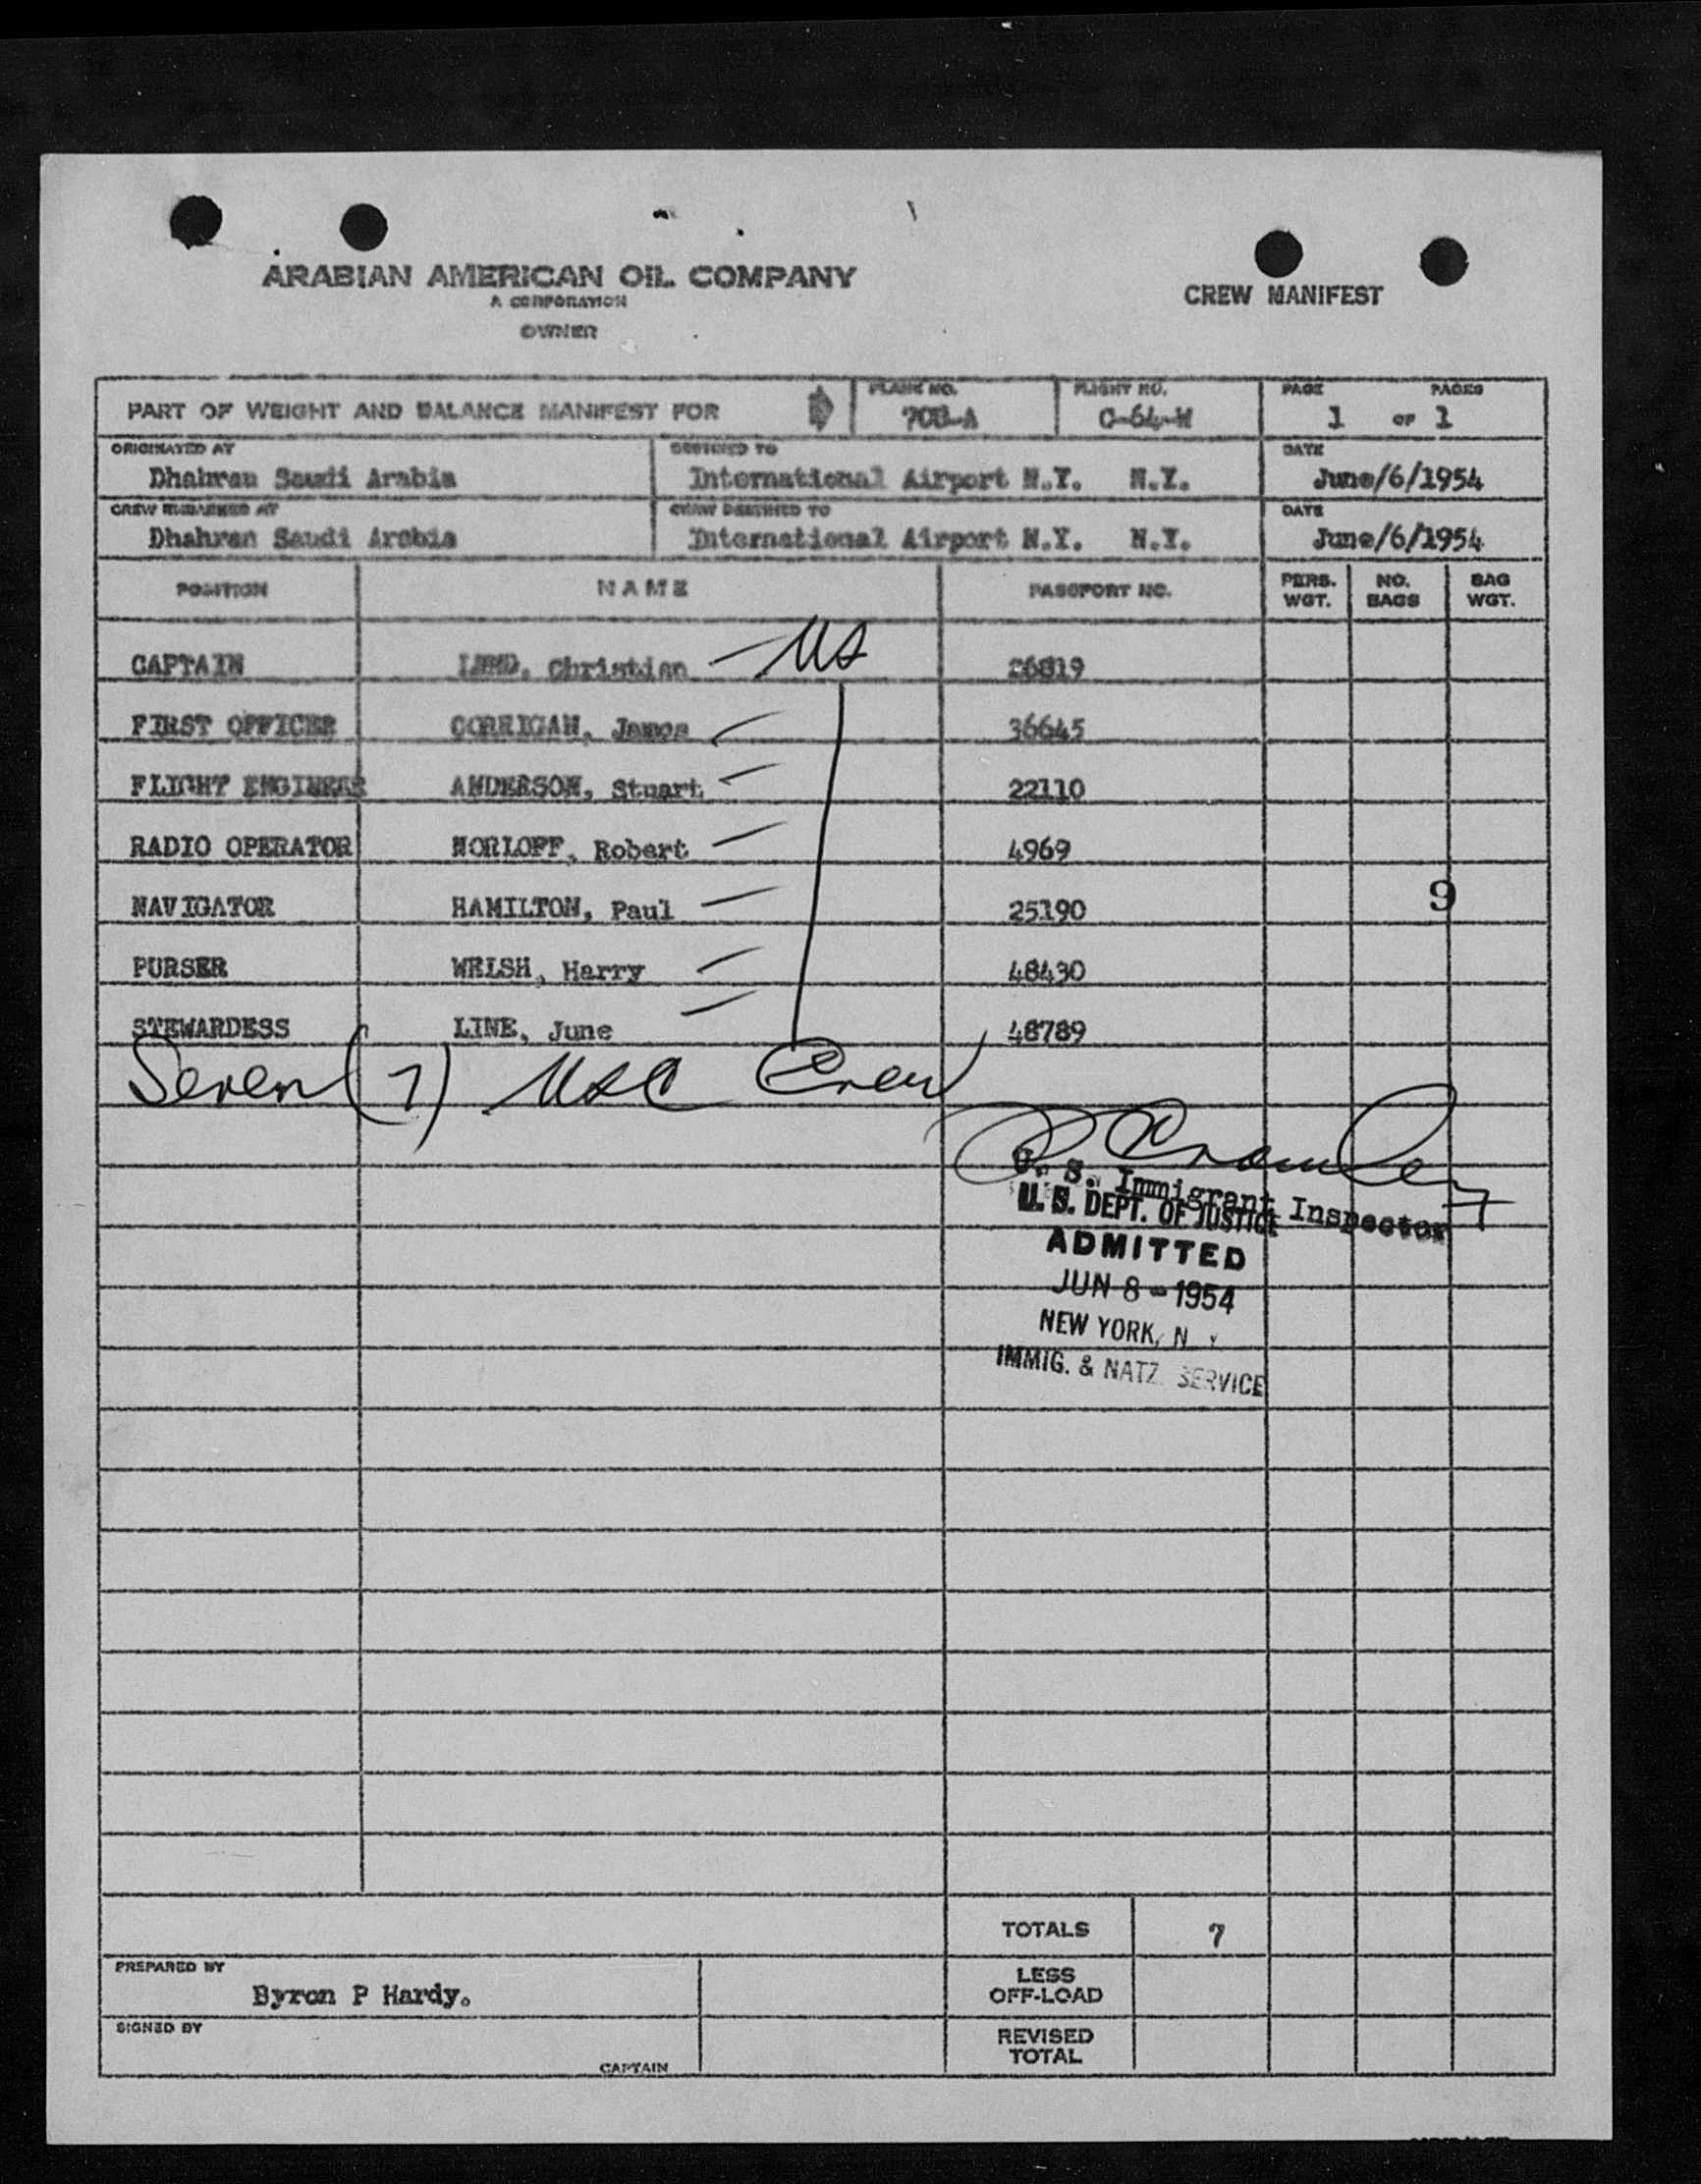 ARABIAN AMERICAN OIL COMPANY
A CORPORATION
OWNER
CREW MANIFEST
PART OF WEIGHT AND BALANCE MANIFEST FOR
PLANE NO.
708-A
FLIGHT NO.
C-64-W
PAGE PAGES
1 OF 1
ORIGINATED AT
Dhahran Saudi Arabia
DESTINED TO
International Airport N.Y. N.Y.
DATE
June/6/1954
CREW EMBARKED AT
Dhahran Saudi Arabia
CREW DESTINED TO
International Airport N.Y. N.Y.
DATE
June/6/1954
POSITION NAME PASSPORT NO. PERS. WGT. NO. BAGS BAG WGT.
CAPTAIN Christian US 26819
FIRST OFFICER CORRIGAN, James 36645
FLIGHT ENGINEER ANDERSON, Stuart 22110
RADIO OPERATOR NORLOFF, Robert 4969
NAVIGATOR HAMILTON, Paul 25190
9
PURSER WELSH, Harry 48430
STEWARDESS LINE, June 48789
Seven (7) USC Crew
U. S. Immigrant Inspector
U.S. DEPT. OF JUSTICE
ADMITTED
JUN 8 - 1954
NEW YORK, N Y
IMMIG. & NATZ. SERVICE
TOTALS 7
PREPARED BY
Byron P Hardy.
LESS
OFF-LOAD
SIGNED BY
CAPTAIN
REVISED
TOTAL